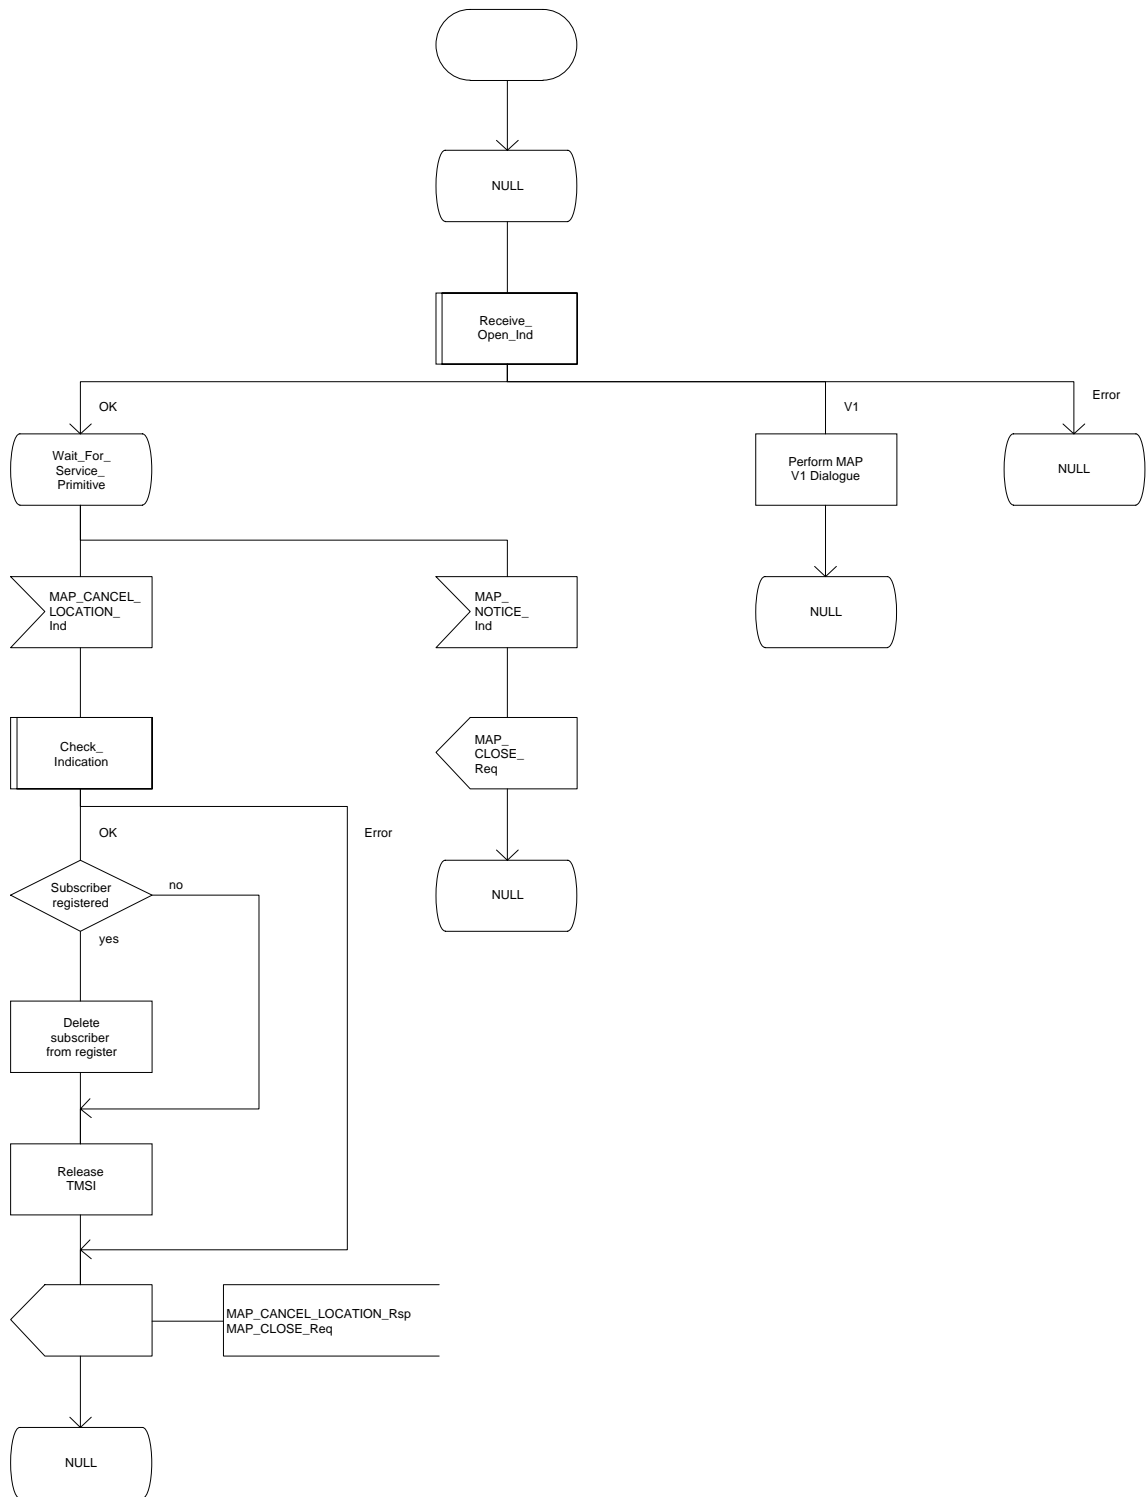 NULL
Receive_
Open_Ind
OK
V1
Error
Wait_For_
Service_
Primitive
Perform MAP
V1 Dialogue
NULL
MAP_CANCEL_
LOCATION_
Ind
MAP_
NOTICE_
Ind
NULL
Check_
Indication
MAP_
CLOSE_
Req
OK
Error
Subscriber
registered
no
yes
NULL
Delete
subscriber
from register
Release
TMSI
MAP_CANCEL_LOCATION_Rsp
MAP_CLOSE_Req
NULL